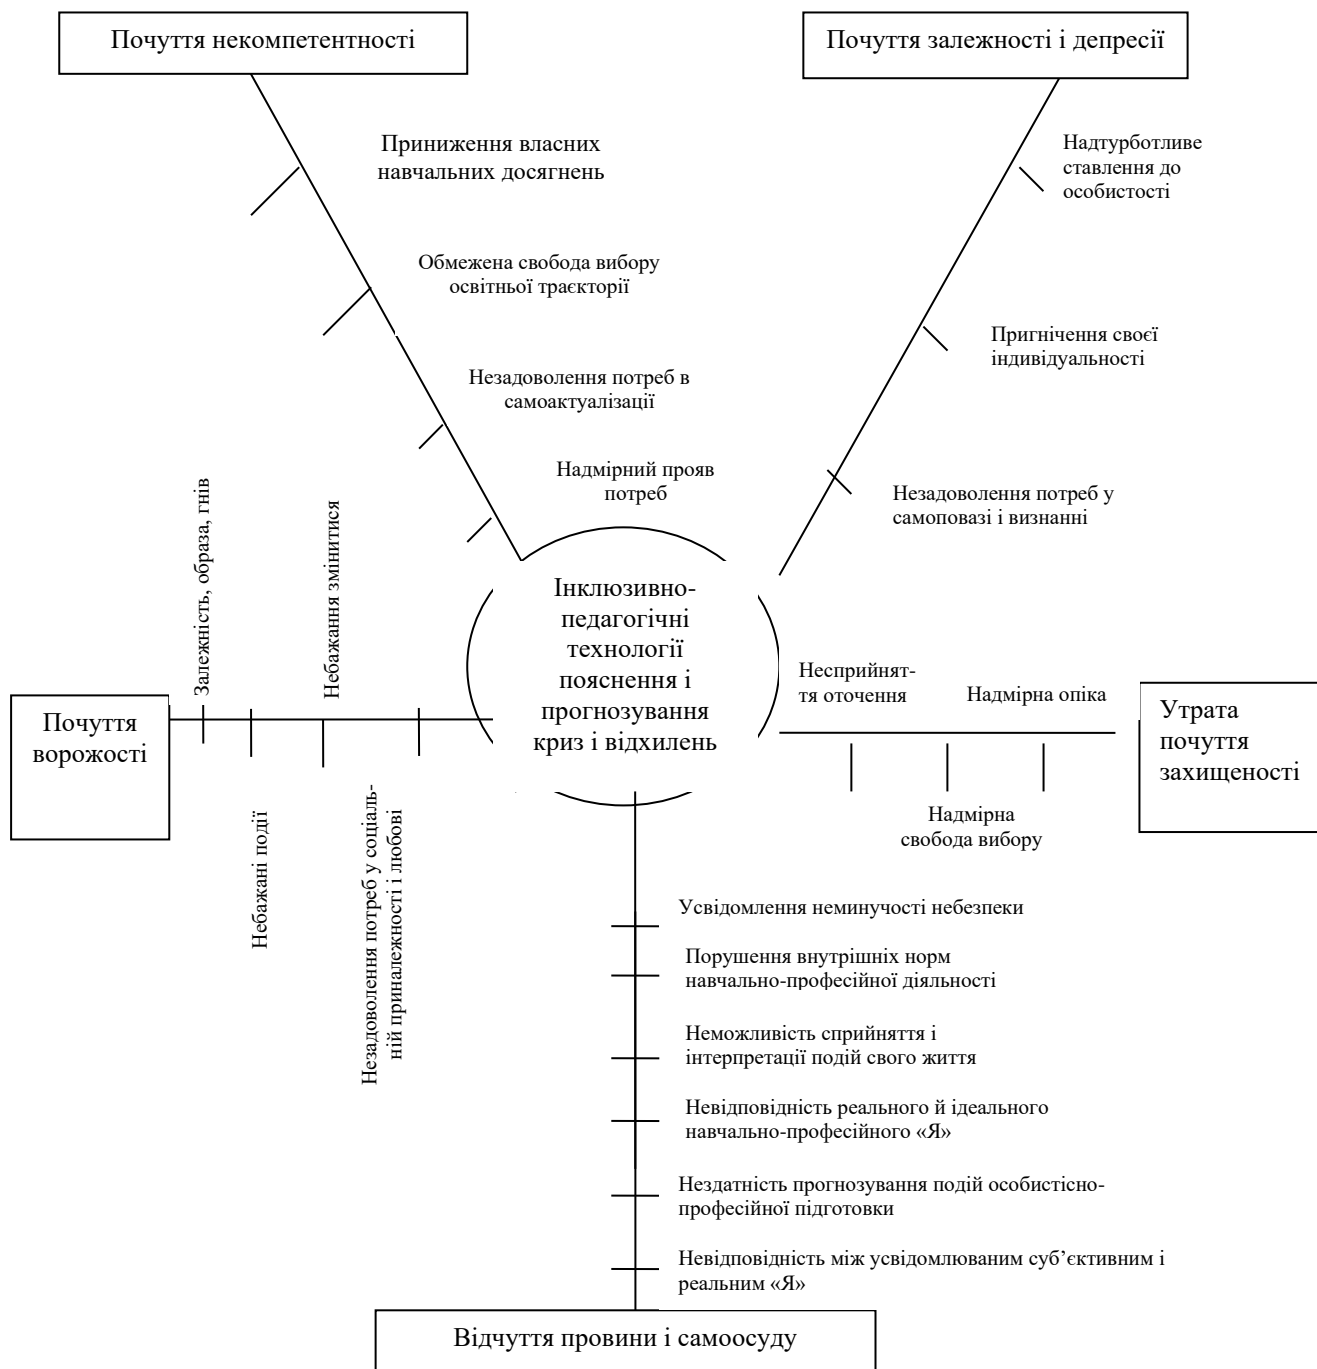 Почуття некомпетентності
Почуття залежності і депресії
Приниження власних
навчальних досягнень
Надтурботливе
ставлення до
особистості
Обмежена свобода вибору
освітньої траєкторії
Пригнічення своєї
індивідуальності
Незадоволення потреб в
самоактуалізації
Надмірний прояв
потреб
Незадоволення потреб у
самоповазі і визнанні
Залежність, образа, гнів
Небажання змінитися
Інклюзивно-
педагогічні
технології
пояснення і
прогнозування
криз і відхилень
Несприйнят-
тя оточення
Надмірна опіка
Почуття
ворожості
Утрата
почуття
захищеності
Небажані події
Незадоволення потреб у соціаль-
ній приналежності і любові
Надмірна
свобода вибору
Усвідомлення неминучості небезпеки
Порушення внутрішніх норм
навчально-професійної діяльності
Неможливість сприйняття і
інтерпретації подій свого життя
Невідповідність реального й ідеального
навчально-професійного «Я»
Нездатність прогнозування подій особистісно-
професійної підготовки
Невідповідність між усвідомлюваним суб’єктивним і
реальним «Я»
Відчуття провини і самоосуду